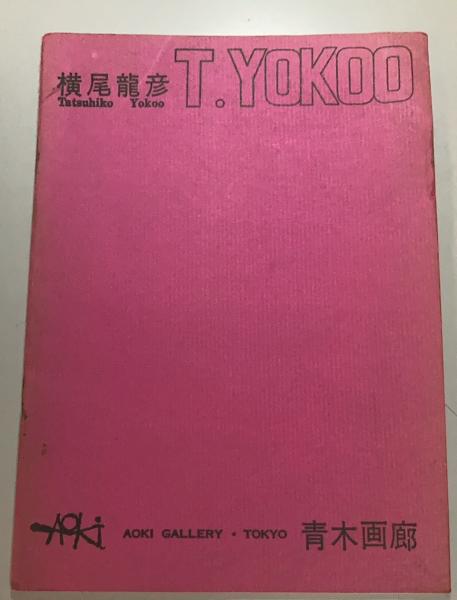 横尾龍彦 T.YOKOO
Tatsuhiko Yokoo
AOKi AOKI GALLERY・TOKYO 青木画廊